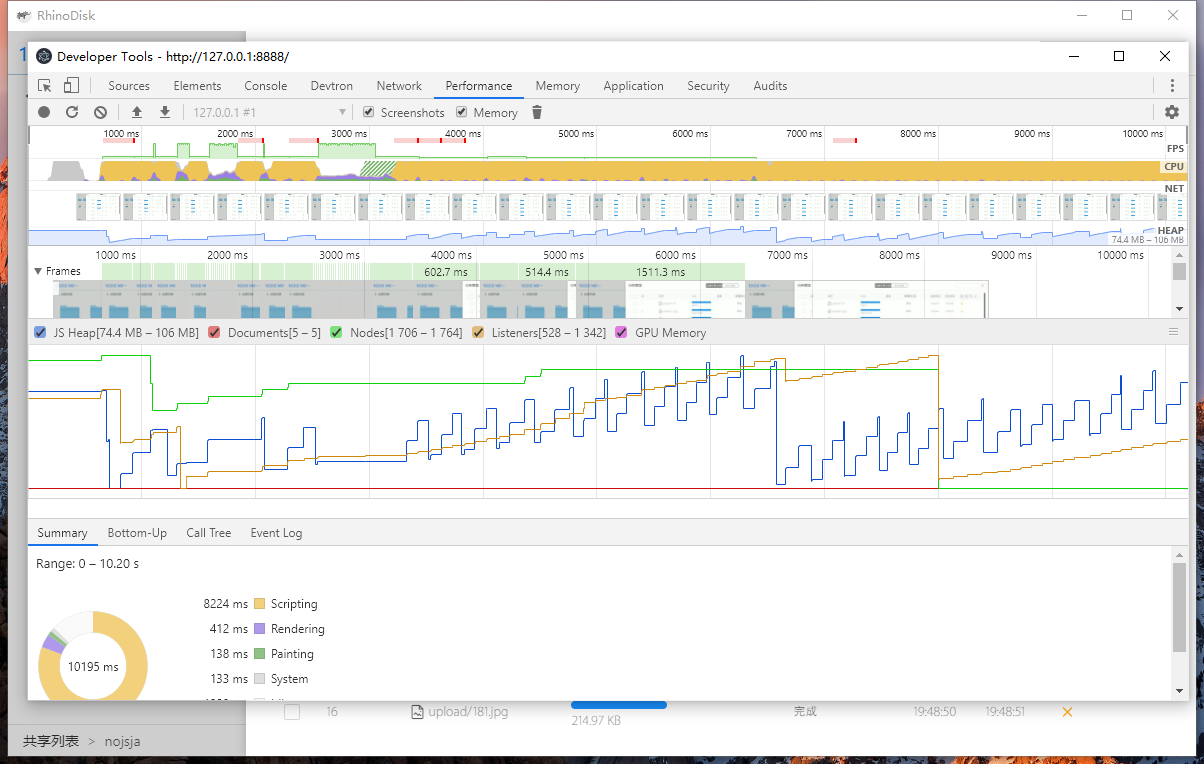 RhinoDisk
1
Developer Tools - http://127.0.0.1:8888/
Sources Elements Console Devtron Network Performance Memory Application Security Audits
127.0.0.1 #1 Screenshots Memory
1000 ms 2000 ms 3000 ms 4000 ms 5000 ms 6000 ms 7000 ms 8000 ms 9000 ms 10000 ms
FPS
CPU
NET
HEAP
74.4 MB – 106 MB
1000 ms 2000 ms 3000 ms 4000 ms 5000 ms 6000 ms 7000 ms 8000 ms 9000 ms 10000 ms
Frames 602.7 ms 514.4 ms 1511.3 ms
JS Heap[74.4 MB – 106 MB] Documents[5 – 5] Nodes[1 706 – 1 764] Listeners[528 – 1 342] GPU Memory
Summary Bottom-Up Call Tree Event Log
Range: 0 – 10.20 s
8224 ms Scripting
412 ms Rendering
10195 ms
138 ms Painting
133 ms System
16 upload/181.jpg 214.97 KB 完成 19:48:50 19:48:51
共享列表 > nojsja